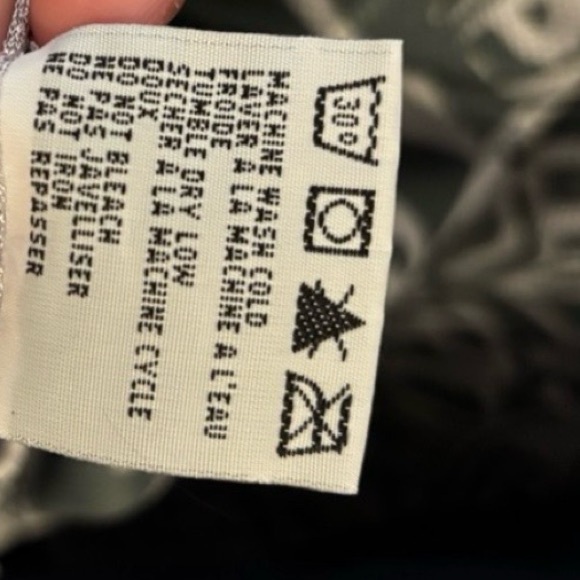 30°
MACHINE WASH COLD
LAVER A LA MACHINE A L'EAU
FROIDE
TUMBLE DRY LOW
SECHER A LA MACHINE CYCLE
DOUX
DO NOT BLEACH
NE PAS JAVELLISER
DO NOT IRON
NE PAS REPASSER